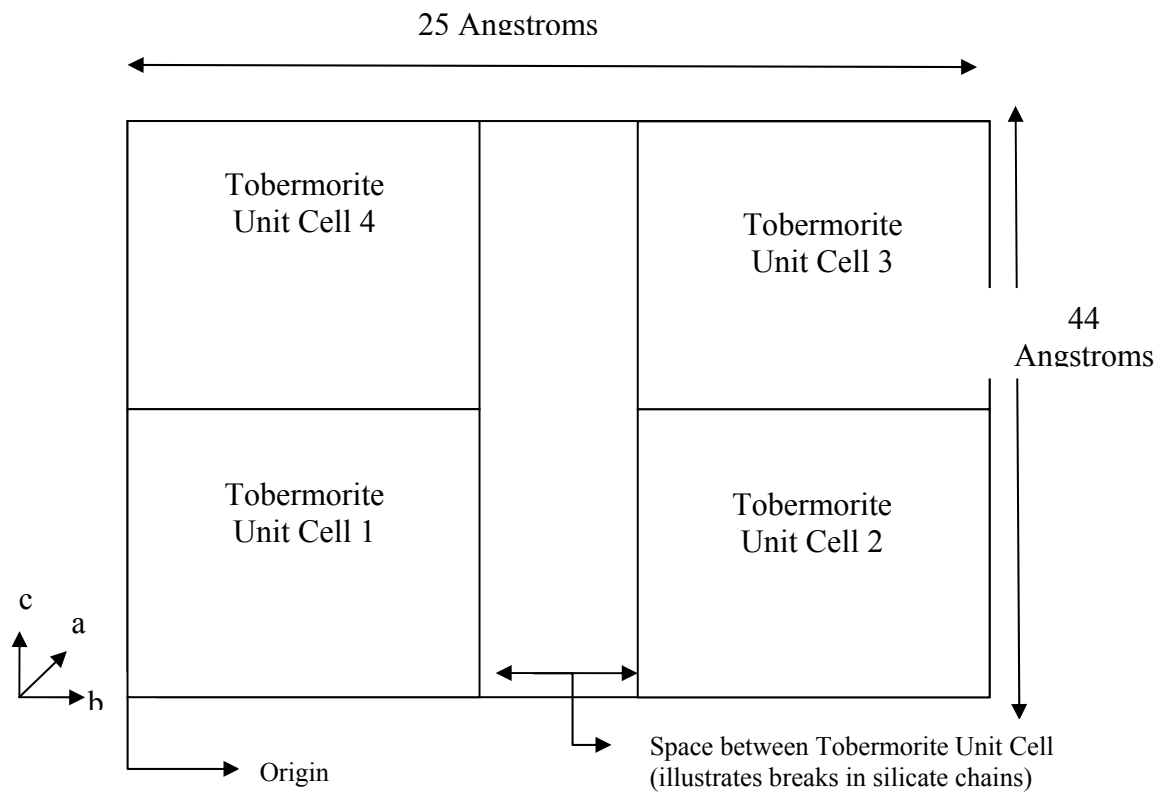 25 Angstroms
Tobermorite
Unit Cell 4
Tobermorite
Unit Cell 3
44
Angstroms
Tobermorite
Unit Cell 1
Tobermorite
Unit Cell 2
c
a
b
Space between Tobermorite Unit Cell
(illustrates breaks in silicate chains)
Origin